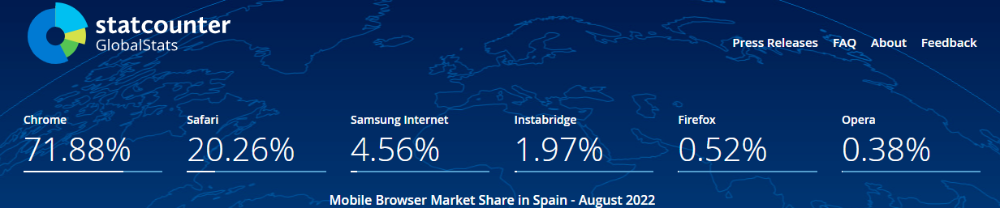 statcounter
GlobalStats
Press Releases FAQ About Feedback
Chrome Safari Samsung Internet Instabridge Firefox Opera
71.88% 20.26% 4.56% 1.97% 0.52% 0.38%
Mobile Browser Market Share in Spain - August 2022